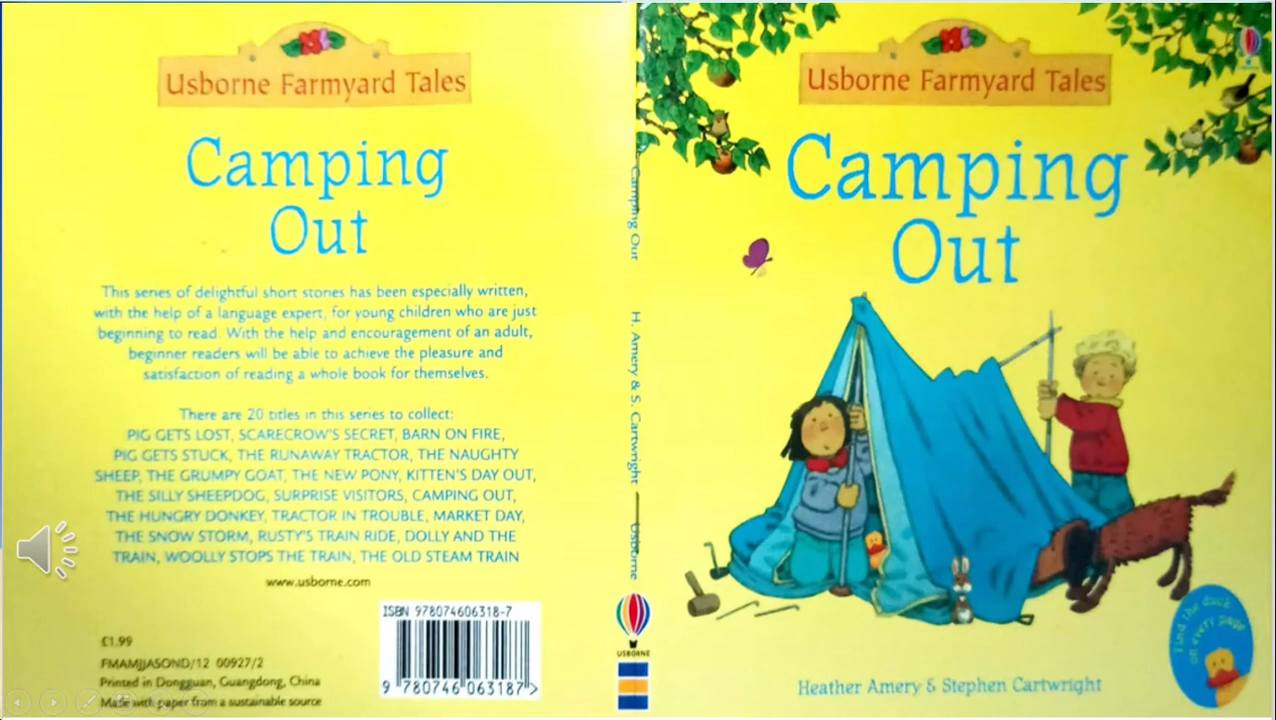 Usborne Farmyard Tales
Camping
Out
This series of delightful short stories has been especially written,
with the help of a language expert, for young children who are just
beginning to read. With the help and encouragement of an adult,
beginner readers will be able to achieve the pleasure and
satisfaction of reading a whole book for themselves.
There are 20 titles in this series to collect:
PIG GETS LOST, SCARECROW'S SECRET, BARN ON FIRE,
PIG GETS STUCK, THE RUNAWAY TRACTOR, THE NAUGHTY
SHEEP, THE GRUMPY GOAT, THE NEW PONY, KITTEN'S DAY OUT,
THE SILLY SHEEPDOG, SURPRISE VISITORS, CAMPING OUT,
THE HUNGRY DONKEY, TRACTOR IN TROUBLE, MARKET DAY,
THE SNOW STORM, RUSTY'S TRAIN RIDE, DOLLY AND THE
TRAIN, WOOLLY STOPS THE TRAIN, THE OLD STEAM TRAIN
www.usborne.com
ISBN 978074606318-7
9 780746 063187 >
£1.99
FMAMJJASOND/12 00927/2
Printed in Dongguan, Guangdong, China
Made with paper from a sustainable source
Camping Out H. Amery & S. Cartwright Usborne
USBORNE
Usborne Farmyard Tales
Camping
Out
Find the duck
on every page
Heather Amery & Stephen Cartwright